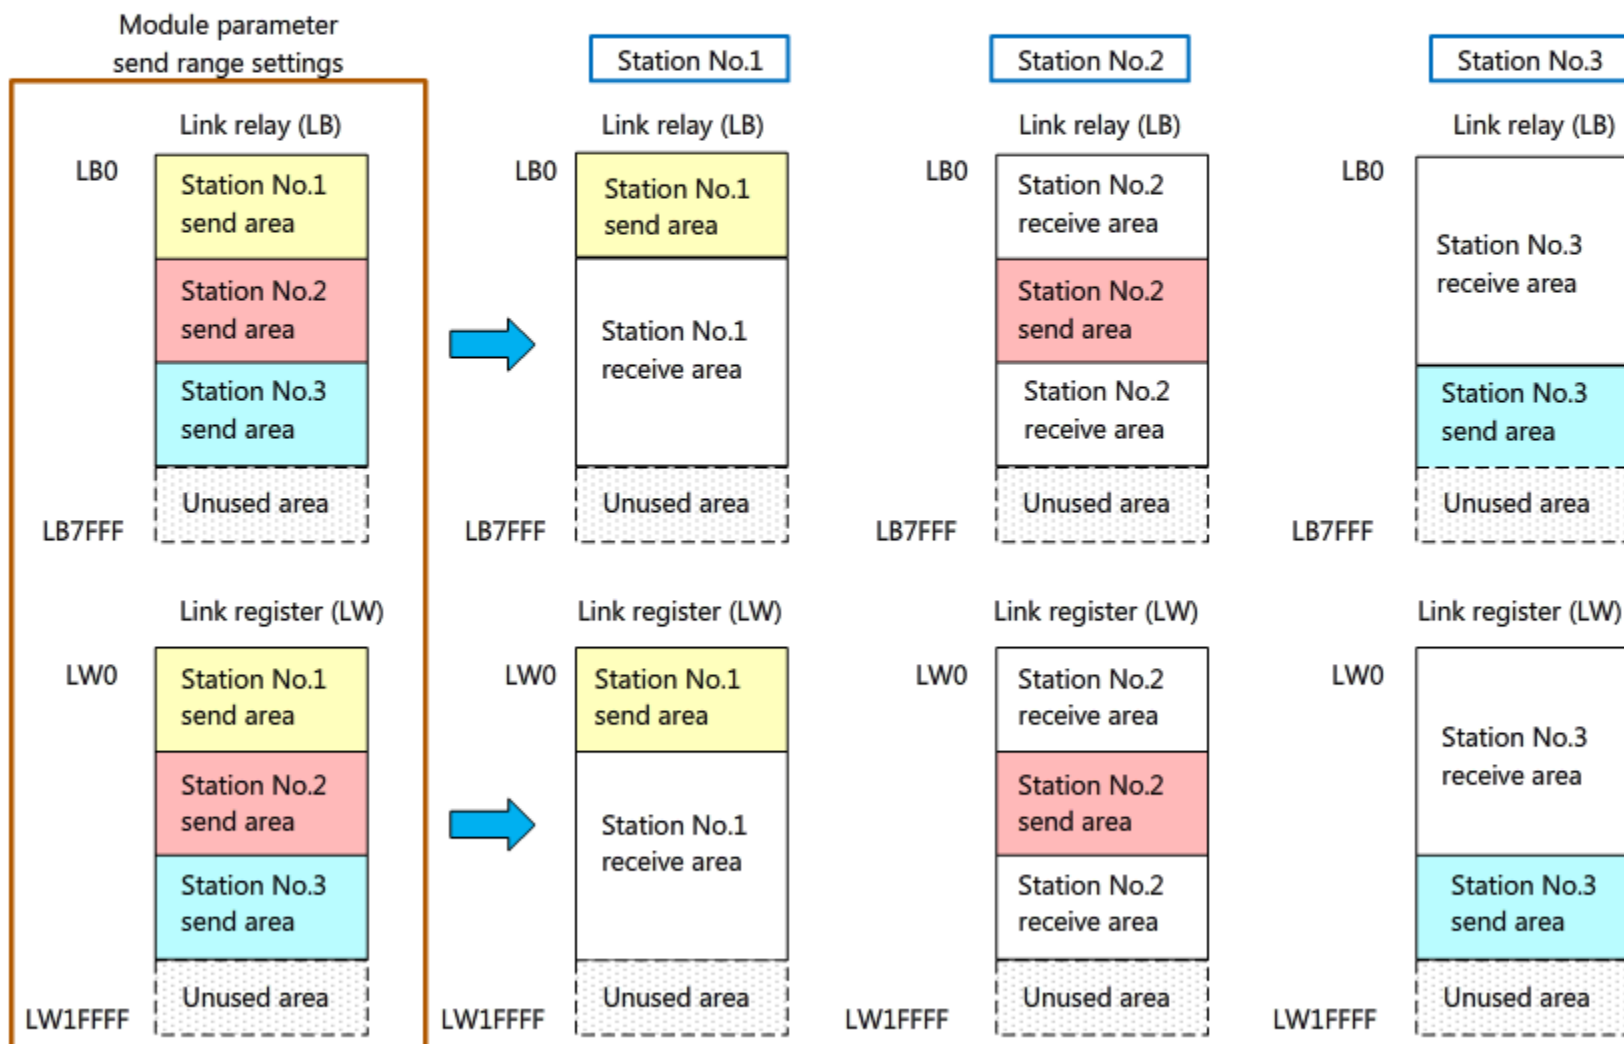 Module parameter
send range settings
Station No.1
Station No.2
Station No.3
Link relay (LB)
Link relay (LB)
Link relay (LB)
Link relay (LB)
LB0
Station No.1
send area
Station No.2
send area
Station No.3
send area
Unused area
LB7FFF
LB0
Station No.1
send area
Station No.1
receive area
Unused area
LB7FFF
LB0
Station No.2
receive area
Station No.2
send area
Station No.2
receive area
Unused area
LB7FFF
LB0
Station No.3
receive area
Station No.3
send area
Unused area
LB7FFF
Link register (LW)
Link register (LW)
Link register (LW)
Link register (LW)
LW0
Station No.1
send area
Station No.2
send area
Station No.3
send area
Unused area
LW1FFFF
LW0
Station No.1
send area
Station No.1
receive area
Unused area
LW1FFFF
LW0
Station No.2
receive area
Station No.2
send area
Station No.2
receive area
Unused area
LW1FFFF
LW0
Station No.3
receive area
Station No.3
send area
Unused area
LW1FFFF